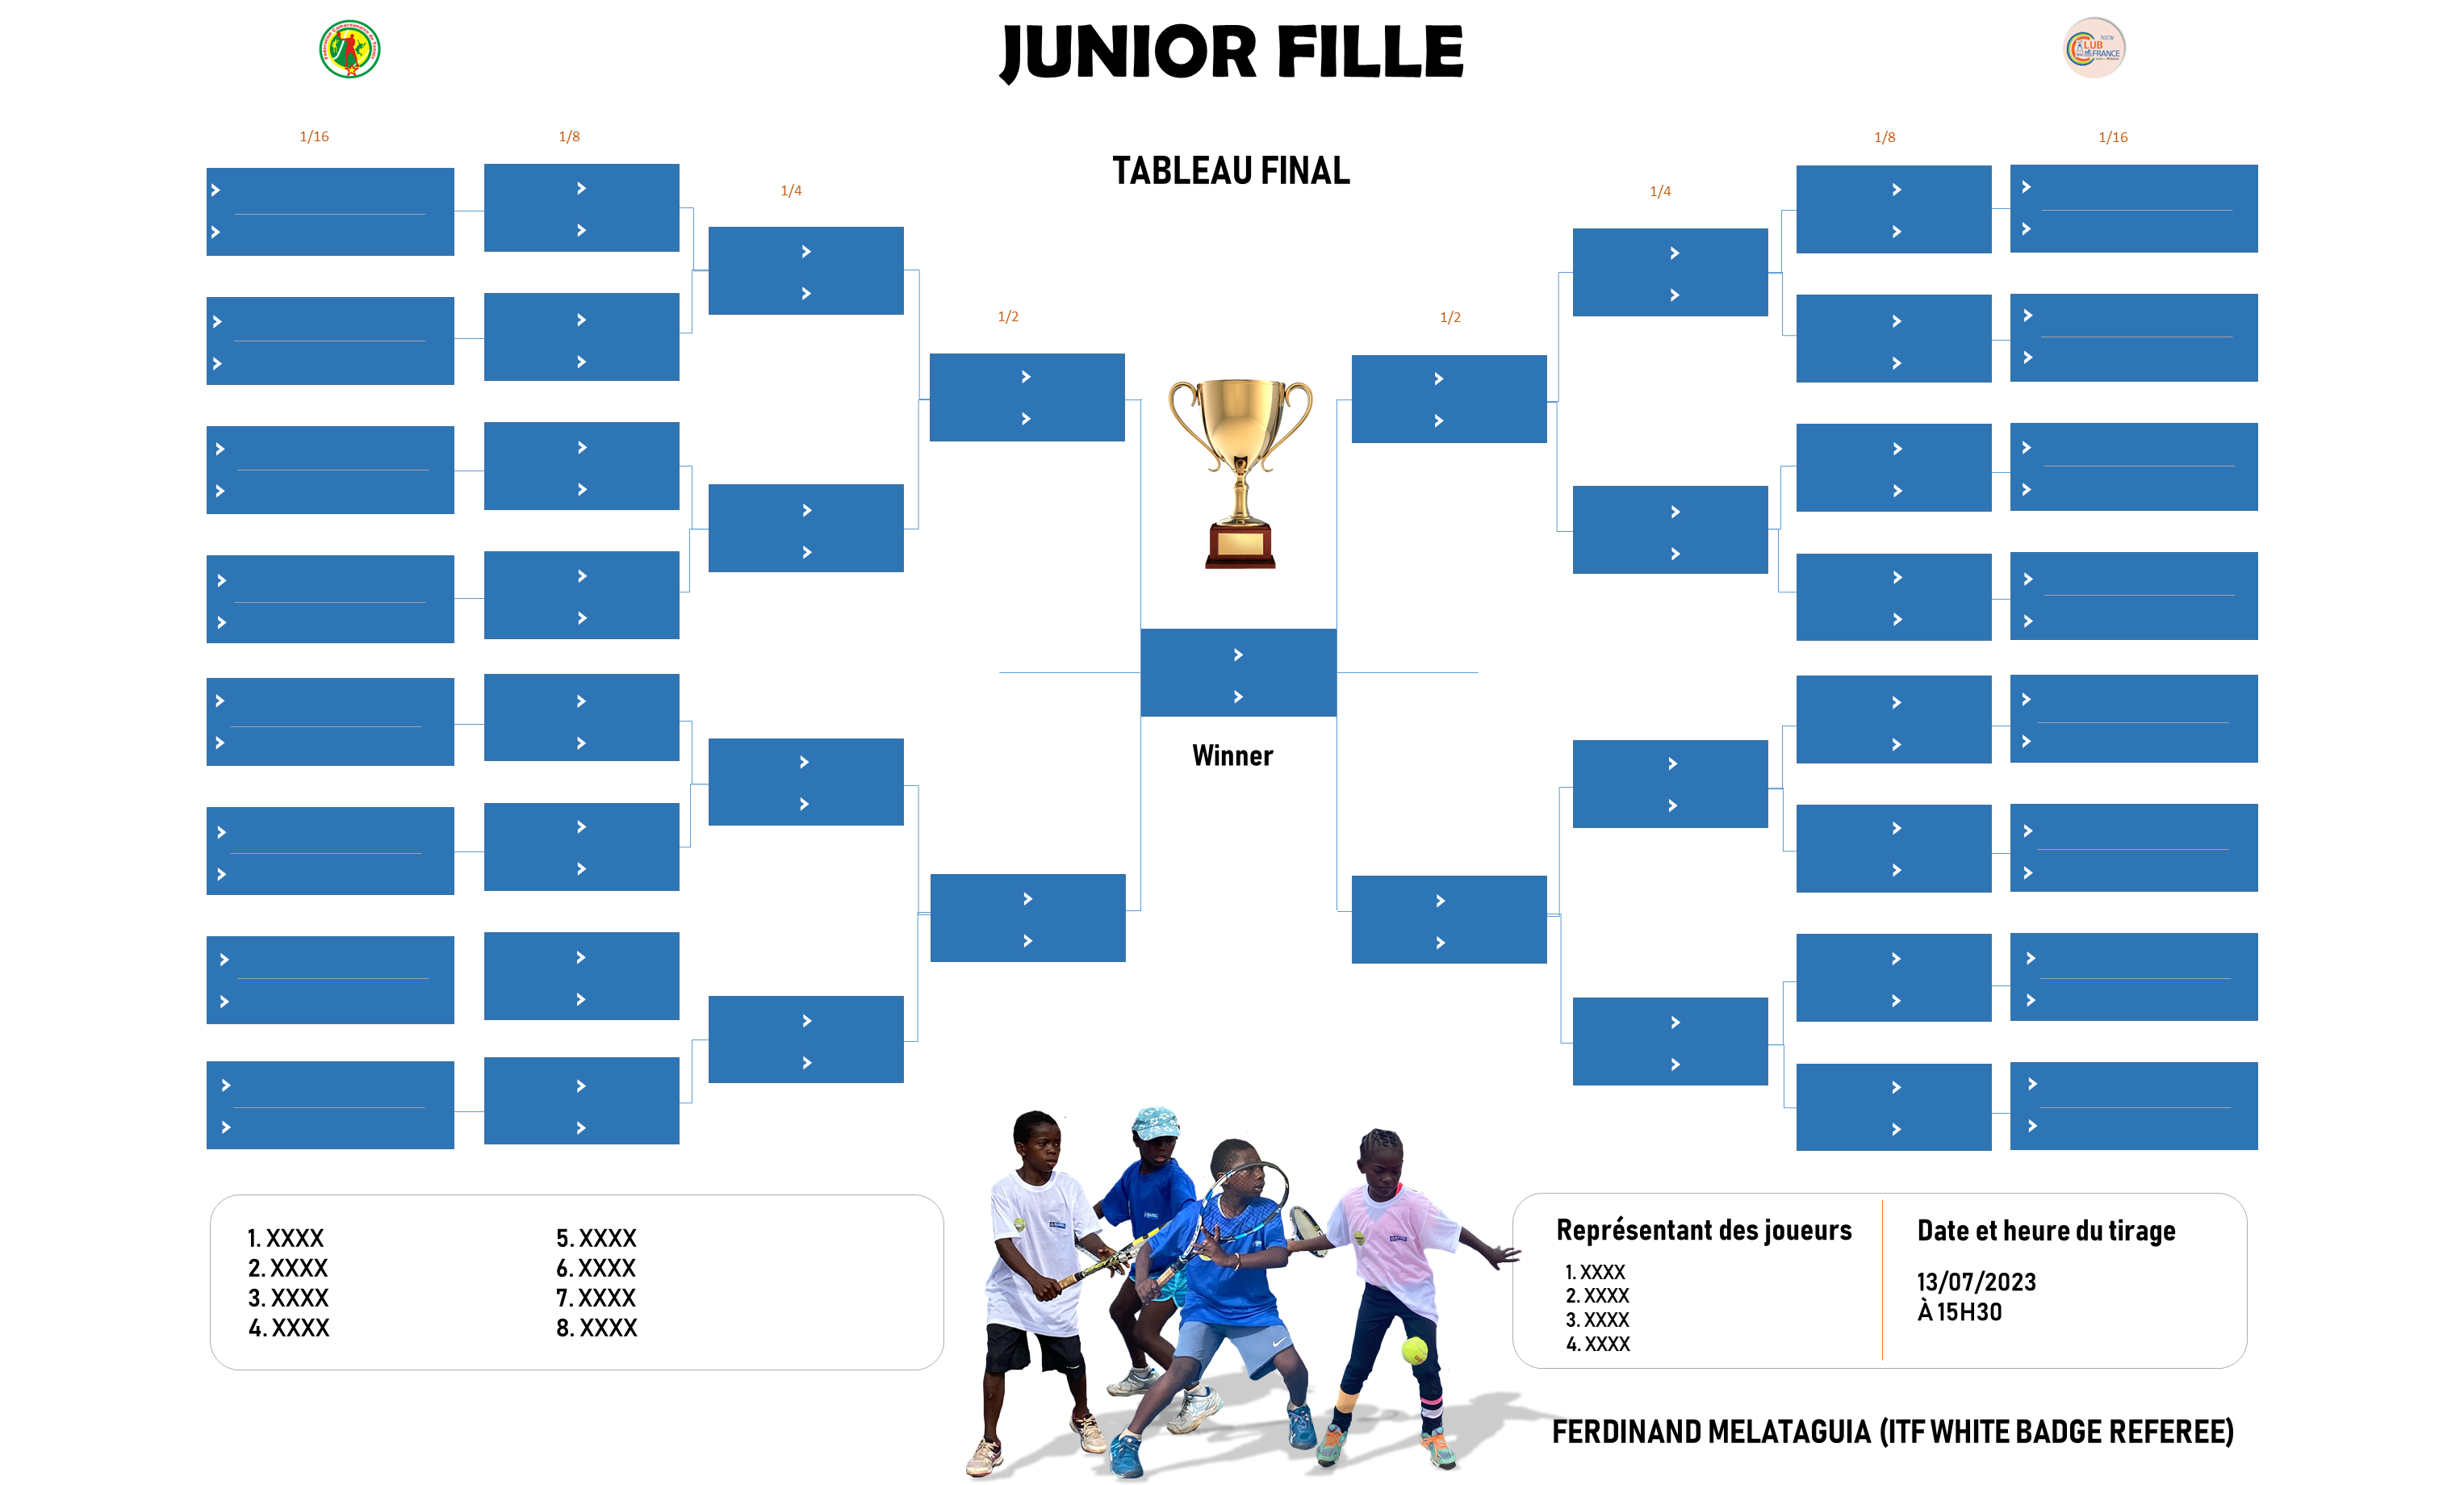 JUNIOR FILLE
NEW
CLUB
FRANCE
1/16
1/8
1/8
1/16
TABLEAU FINAL
1/4
1/4
1/2
1/2
Winner
1. XXXX
2. XXXX
3. XXXX
4. XXXX
5. XXXX
6. XXXX
7. XXXX
8. XXXX
Représentant des joueurs
1. XXXX
2. XXXX
3. XXXX
4. XXXX
Date et heure du tirage
13/07/2023
À 15H30
FERDINAND MELATAGUIA (ITF WHITE BADGE REFEREE)